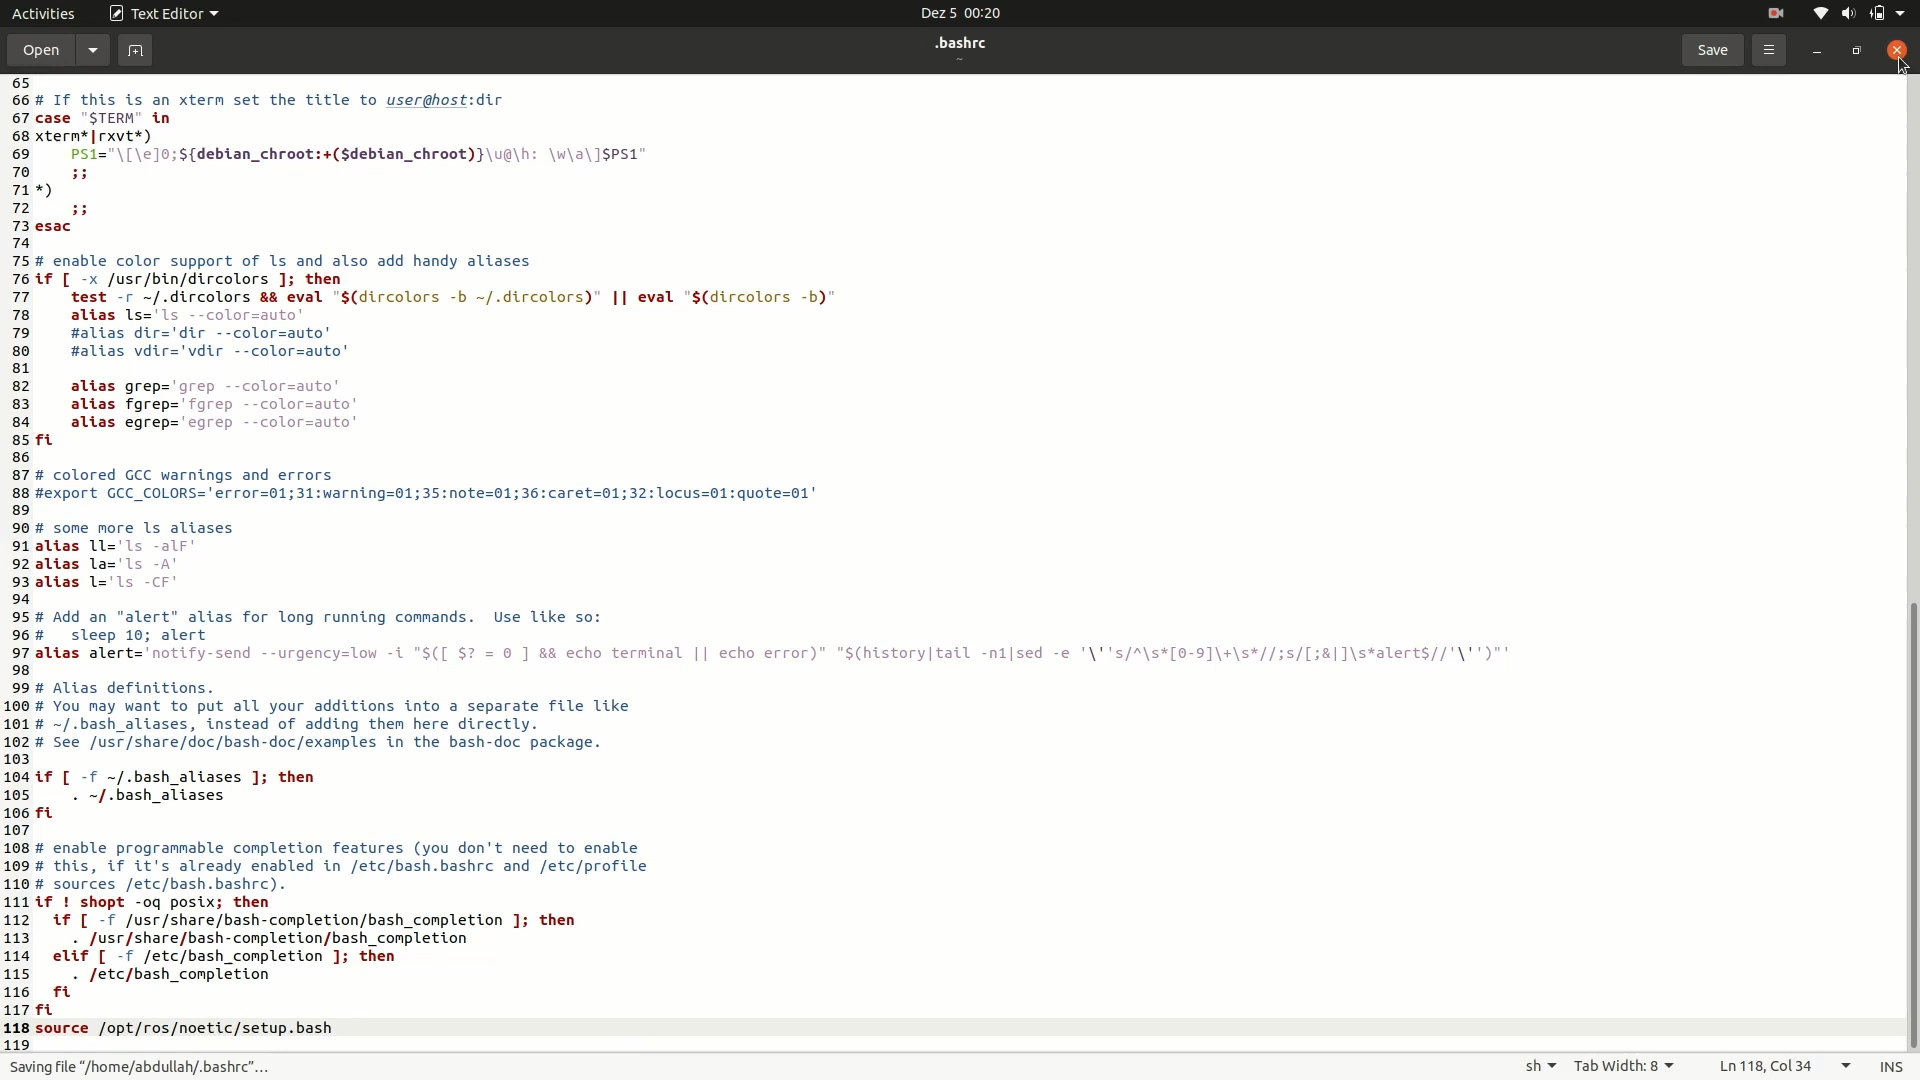 Activities Text Editor Dez 5 00:20
Open .bashrc Save
~
65
66 # If this is an xterm set the title to user@host:dir
67 case "$TERM" in
68 xterm*|rxvt*)
69     PS1="\[\e]0;${debian_chroot:+($debian_chroot)}\u@\h: \w\a\]$PS1"
70     ;;
71 *)
72     ;;
73 esac
74
75 # enable color support of ls and also add handy aliases
76 if [ -x /usr/bin/dircolors ]; then
77     test -r ~/.dircolors && eval "$(dircolors -b ~/.dircolors)" || eval "$(dircolors -b)"
78     alias ls='ls --color=auto'
79     #alias dir='dir --color=auto'
80     #alias vdir='vdir --color=auto'
81
82     alias grep='grep --color=auto'
83     alias fgrep='fgrep --color=auto'
84     alias egrep='egrep --color=auto'
85 fi
86
87 # colored GCC warnings and errors
88 #export GCC_COLORS='error=01;31:warning=01;35:note=01;36:caret=01;32:locus=01:quote=01'
89
90 # some more ls aliases
91 alias ll='ls -alF'
92 alias la='ls -A'
93 alias l='ls -CF'
94
95 # Add an "alert" alias for long running commands.  Use like so:
96 #   sleep 10; alert
97 alias alert='notify-send --urgency=low -i "$([ $? = 0 ] && echo terminal || echo error)" "$(history|tail -n1|sed -e '\''s/^\s*[0-9]\+\s*//;s/[;&|]\s*alert$//'\'')"'
98
99 # Alias definitions.
100 # You may want to put all your additions into a separate file like
101 # ~/.bash_aliases, instead of adding them here directly.
102 # See /usr/share/doc/bash-doc/examples in the bash-doc package.
103
104 if [ -f ~/.bash_aliases ]; then
105     . ~/.bash_aliases
106 fi
107
108 # enable programmable completion features (you don't need to enable
109 # this, if it's already enabled in /etc/bash.bashrc and /etc/profile
110 # sources /etc/bash.bashrc).
111 if ! shopt -oq posix; then
112   if [ -f /usr/share/bash-completion/bash_completion ]; then
113     . /usr/share/bash-completion/bash_completion
114   elif [ -f /etc/bash_completion ]; then
115     . /etc/bash_completion
116   fi
117 fi
118 source /opt/ros/noetic/setup.bash
119
Saving file “/home/abdullah/.bashrc”… sh Tab Width: 8 Ln 118, Col 34 INS